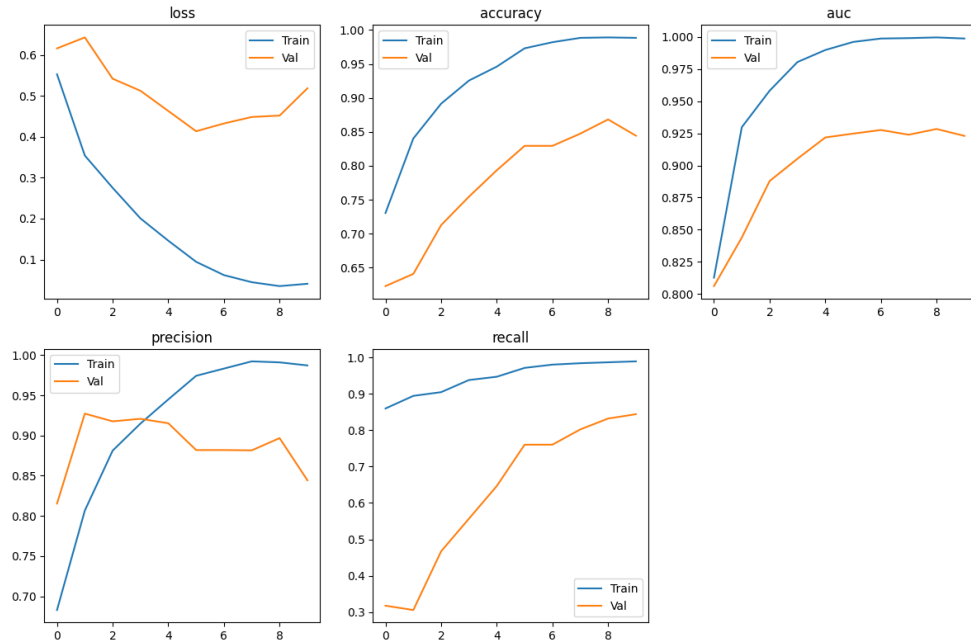 loss
Train
Val
0.6
0.5
0.4
0.3
0.2
0.1
0 2 4 6 8
accuracy
Train
Val
1.00
0.95
0.90
0.85
0.80
0.75
0.70
0.65
0 2 4 6 8
auc
Train
Val
1.000
0.975
0.950
0.925
0.900
0.875
0.850
0.825
0.800
0 2 4 6 8
precision
Train
Val
1.00
0.95
0.90
0.85
0.80
0.75
0.70
0 2 4 6 8
recall
1.0
0.9
0.8
0.7
0.6
0.5
0.4
0.3
Train
Val
0 2 4 6 8